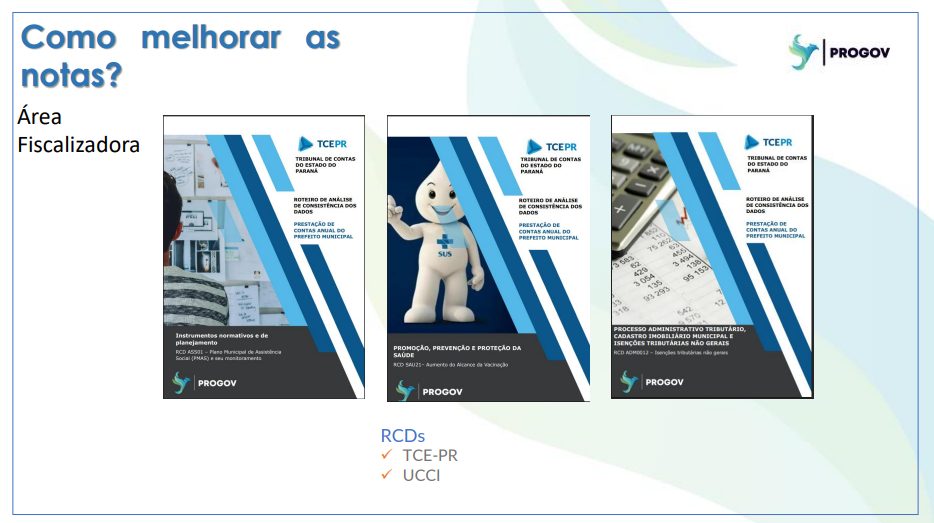 Como melhorar as
notas?
PROGOV
Área
Fiscalizadora
TCEPR
TRIBUNAL DE CONTAS
DO ESTADO DO
PARANÁ
ROTEIRO DE ANÁLISE
DE CONSISTÊNCIA DOS
DADOS
PRESTAÇÃO DE
CONTAS ANUAL DO
PREFEITO MUNICIPAL
Instrumentos normativos e de
planejamento
RCD ASS01 – Plano Municipal de Assistência
Social (PMAS) e seu monitoramento
PROGOV
TCEPR
TRIBUNAL DE CONTAS
DO ESTADO DO
PARANÁ
ROTEIRO DE ANÁLISE
DE CONSISTÊNCIA DOS
DADOS
PRESTAÇÃO DE
CONTAS ANUAL DO
PREFEITO MUNICIPAL
SUS
PROMOÇÃO, PREVENÇÃO E PROTEÇÃO DA
SAÚDE
RCD SAU21– Aumento do Alcance da Vacinação
PROGOV
TCEPR
TRIBUNAL DE CONTAS
DO ESTADO DO
PARANÁ
ROTEIRO DE ANÁLISE
DE CONSISTÊNCIA DOS
DADOS
PRESTAÇÃO DE
CONTAS ANUAL DO
PREFEITO MUNICIPAL
PROCESSO ADMINISTRATIVO TRIBUTÁRIO,
CADASTRO IMOBILIÁRIO MUNICIPAL E
ISENÇÕES TRIBUTÁRIAS NÃO GERAIS
RCD ADM0012 – Isenções tributárias não gerais
PROGOV
RCDs
✓ TCE-PR
✓ UCCI